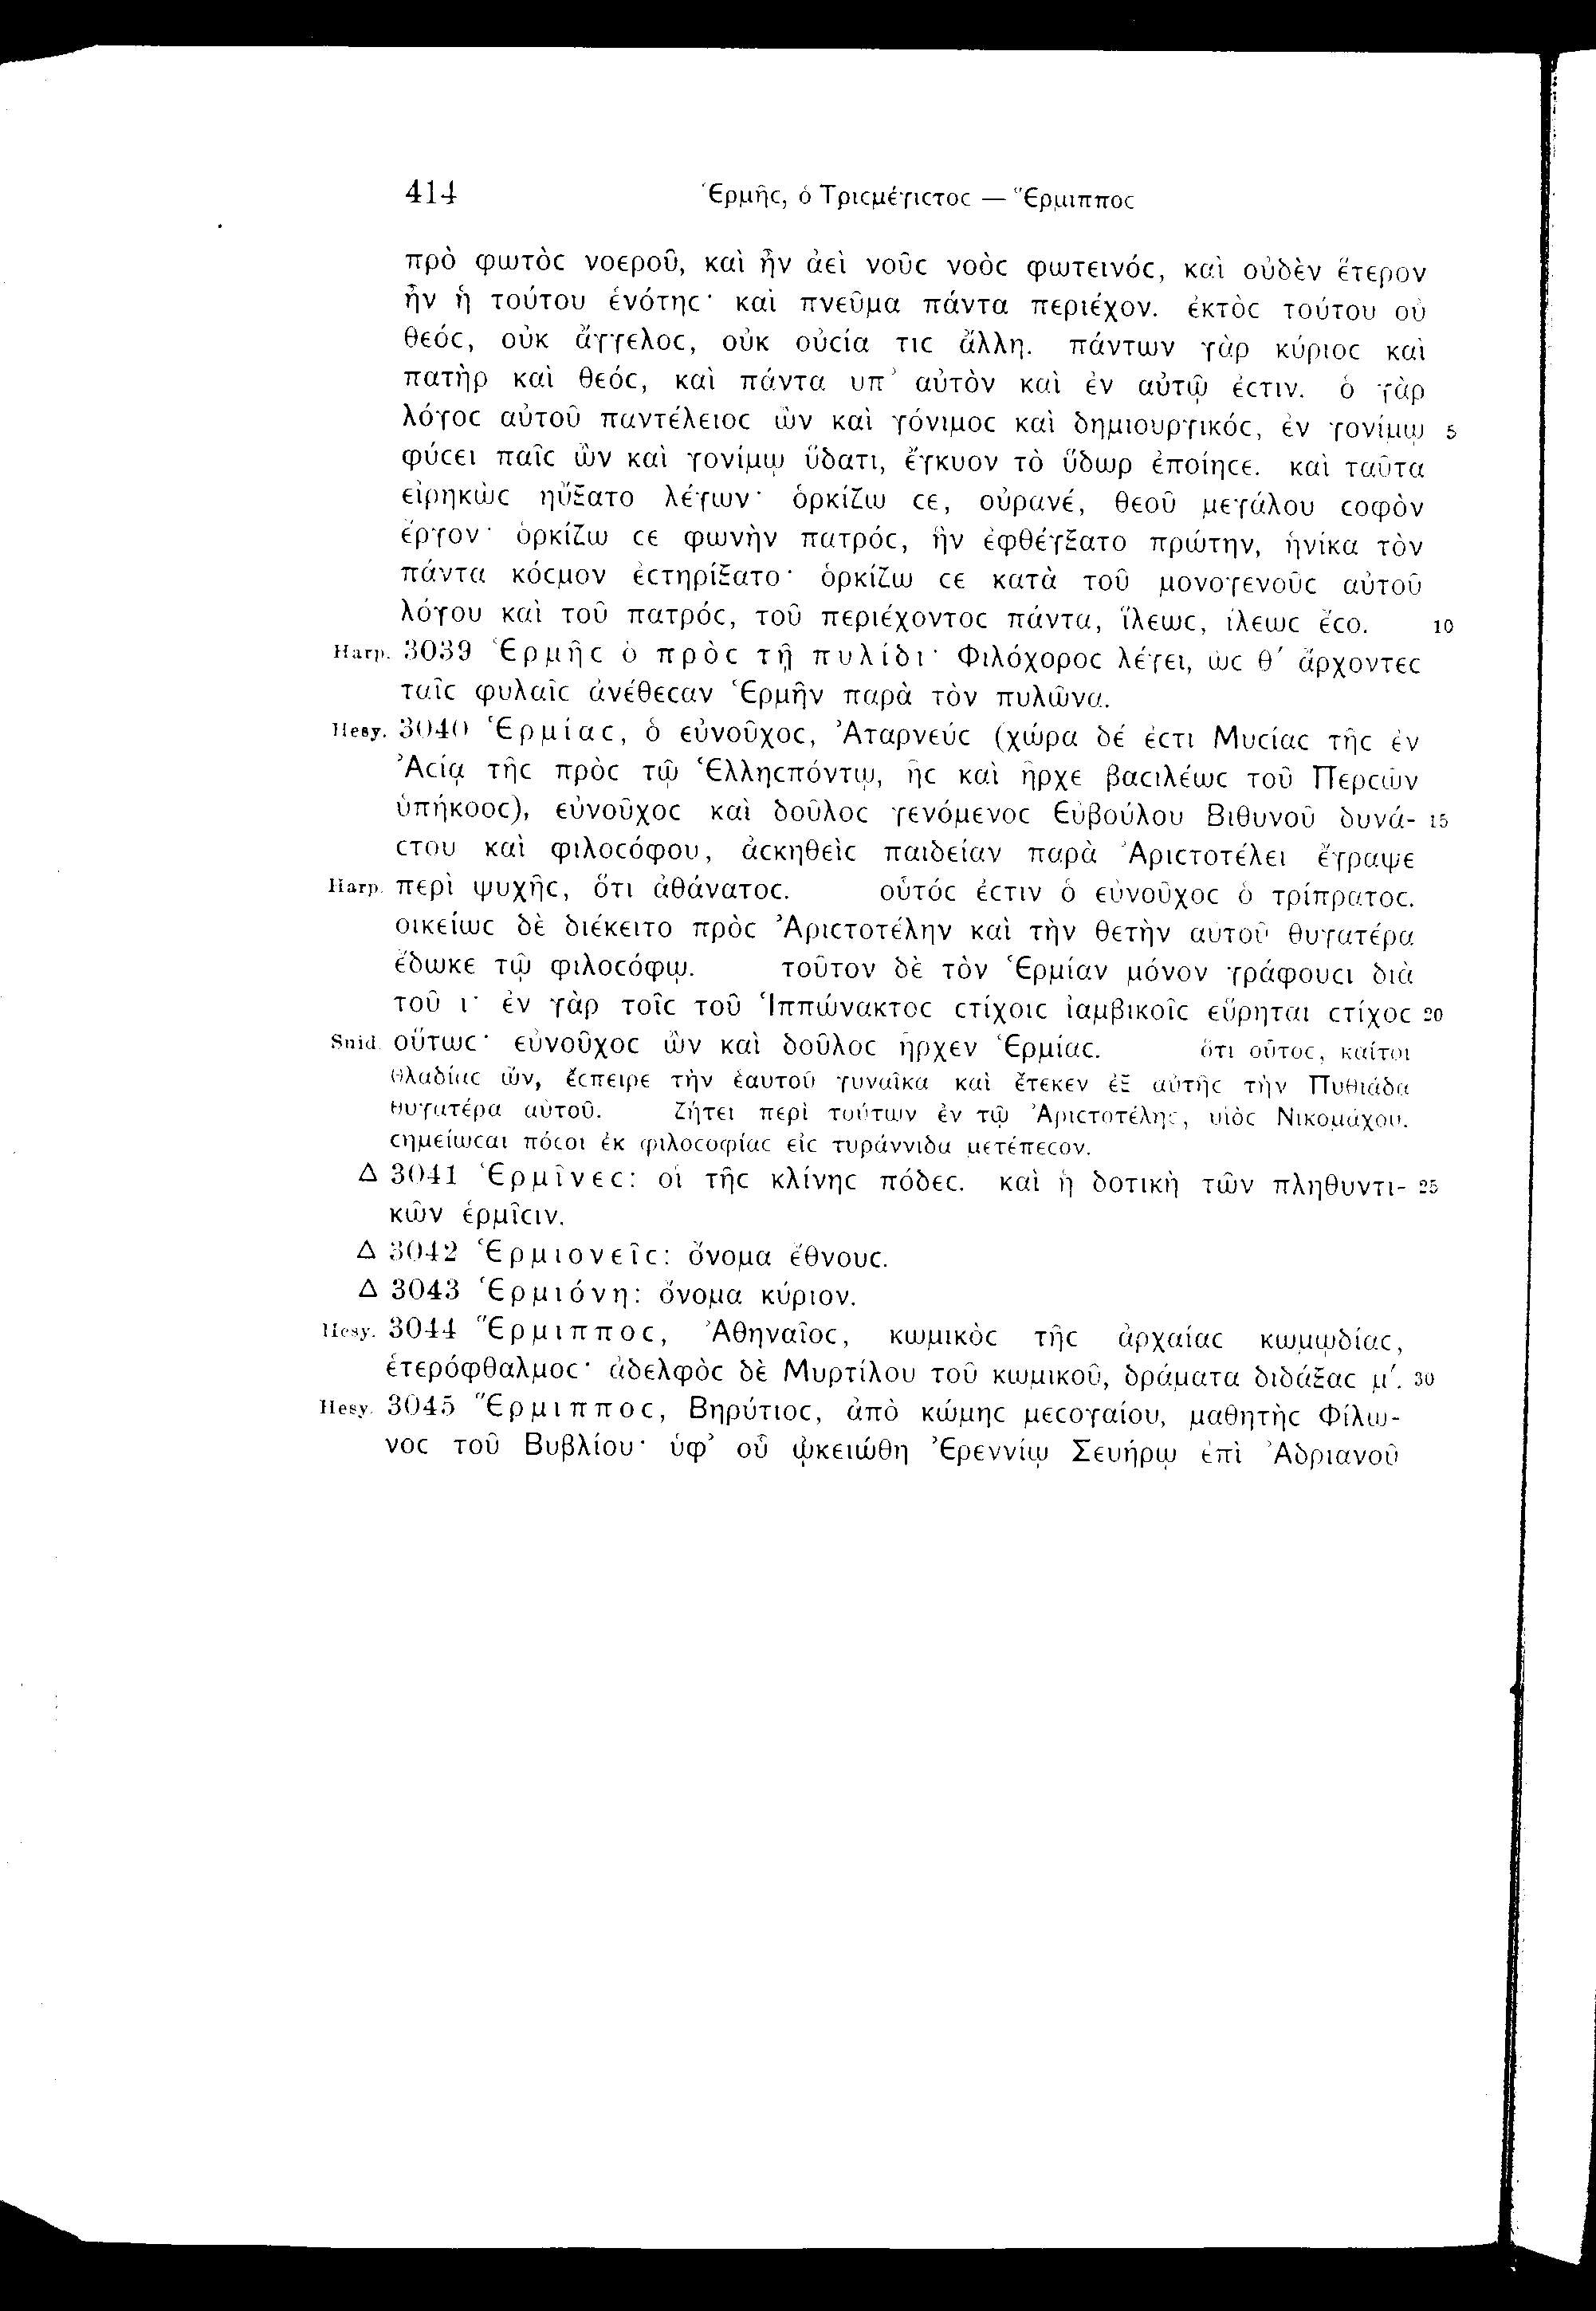 414 Ἑρμῆϲ, ὁ Τριϲμέγιϲτοϲ — Ἕρμιπποϲ
πρὸ φωτὸϲ νοεροῦ, καὶ ἦν ἀεὶ νοῦϲ νοὸϲ φωτεινόϲ, καὶ οὐδὲν ἕτερον
ἦν ἡ τούτου ἑνότηϲ· καὶ πνεῦμα πάντα περιέχον. ἐκτὸϲ τούτου οὐ
θεόϲ, οὐκ ἄγγελοϲ, οὐκ οὐϲία τιϲ ἄλλη. πάντων γὰρ κύριοϲ καὶ
πατὴρ καὶ θεόϲ, καὶ πάντα υπ' αὐτὸν καὶ ἐν αὐτῷ ἐϲτιν. ὁ γὰρ
λόγοϲ αὐτοῦ παντέλειοϲ ὢν καὶ γόνιμοϲ καὶ δημιουργικόϲ, ἐν γονίμῳ 5
φύϲει παῖϲ ὢν καὶ γονίμῳ ὕδατι, ἔγκυον τὸ ὕδωρ ἐποίηϲε. καὶ ταῦτα
εἰρηκὼϲ ηὔξατο λέγων· ὁρκίζω ϲε, οὐρανέ, θεοῦ μεγάλου ϲοφὸν
ἔργον· ὁρκίζω ϲε φωνὴν πατρόϲ, ἣν ἐφθέγξατο πρώτην, ἡνίκα τὸν
πάντα κόϲμον ἐϲτηρίξατο· ὁρκίζω ϲε κατὰ τοῦ μονογενοῦϲ αὐτοῦ
λόγου καὶ τοῦ πατρόϲ, τοῦ περιέχοντοϲ πάντα, ἵλεωϲ, ἵλεωϲ ἔϲο. 10
Harp. 3039 Ἑρμῆϲ ὁ πρὸϲ τῇ πυλίδι· Φιλόχοροϲ λέγει, ὡϲ θ′ ἄρχοντεϲ
ταῖϲ φυλαῖϲ ἀνέθεϲαν Ἑρμῆν παρὰ τὸν πυλῶνα.
Hesy. 3040 Ἑρμίαϲ, ὁ εὐνοῦχοϲ, Ἀταρνεύϲ (χώρα δέ ἐϲτι Μυϲίαϲ τῆϲ ἐν
Ἀϲίᾳ τῆϲ πρὸϲ τῷ Ἑλληϲπόντῳ, ἧϲ καὶ ἦρχε βαϲιλέωϲ τοῦ Περϲῶν
ὑπήκοοϲ), εὐνοῦχοϲ καὶ δοῦλοϲ γενόμενοϲ Εὐβούλου Βιθυνοῦ δυνά- 15
ϲτου καὶ φιλοϲόφου, ἀϲκηθεὶϲ παιδείαν παρὰ Ἀριϲτοτέλει ἔγραψε
Harp. περὶ ψυχῆϲ, ὅτι ἀθάνατοϲ. οὗτόϲ ἐϲτιν ὁ εὐνοῦχοϲ ὁ τρίπρατοϲ.
οικείωϲ δὲ διέκειτο πρὸϲ Ἀριϲτοτέλην καὶ τὴν θετὴν αὐτοῦ θυγατέρα
ἔδωκε τῷ φιλοϲόφῳ. τοῦτον δὲ τὸν Ἑρμίαν μόνον γράφουϲι διὰ
τοῦ ι· ἐν γὰρ τοῖϲ τοῦ Ἱππώνακτοϲ ϲτίχοιϲ ἰαμβικοῖϲ εὕρηται ϲτίχοϲ 20
Suid. οὕτωϲ· εὐνοῦχοϲ ὢν καὶ δοῦλοϲ ἦρχεν Ἑρμίαϲ. ὅτι οὗτοϲ, καίτοι
θλαδίαϲ ὤν, ἔϲπειρε τὴν ἑαυτοῦ γυναῖκα καὶ ἔτεκεν ἐξ αὐτῆϲ τὴν Πυθιάδα
θυγατέρα αὐτοῦ. ζήτει περὶ τούτων ἐν τῷ Ἀριϲτοτέληϲ, υἱὸϲ Νικομάχου.
ϲημείωϲαι πόϲοι ἐκ φιλοϲοφίαϲ εἰϲ τυράννιδα μετέπεϲον.
Δ 3041 Ἑρμῖνεϲ: οἱ τῆϲ κλίνηϲ πόδεϲ. καὶ ἡ δοτικὴ τῶν πληθυντι- 25
κῶν ἑρμῖϲιν.
Δ 3042 Ἑρμιονεῖϲ: ὄνομα ἔθνουϲ.
Δ 3043 Ἑρμιόνη: ὄνομα κύριον.
Hesy. 3044 Ἕρμιπποϲ, Ἀθηναῖοϲ, κωμικὸϲ τῆϲ ἀρχαίαϲ κωμῳδίαϲ,
ἑτερόφθαλμοϲ· ἀδελφὸϲ δὲ Μυρτίλου τοῦ κωμικοῦ, δράματα διδάξαϲ μ′. 30
Hesy. 3045 Ἕρμιπποϲ, Βηρύτιοϲ, ἀπὸ κώμηϲ μεϲογαίου, μαθητὴϲ Φίλω-
νοϲ τοῦ Βυβλίου· ὑφ' οὗ ᾠκειώθη Ἐρεννίῳ Σευήρῳ ἐπὶ Ἀδριανοῦ